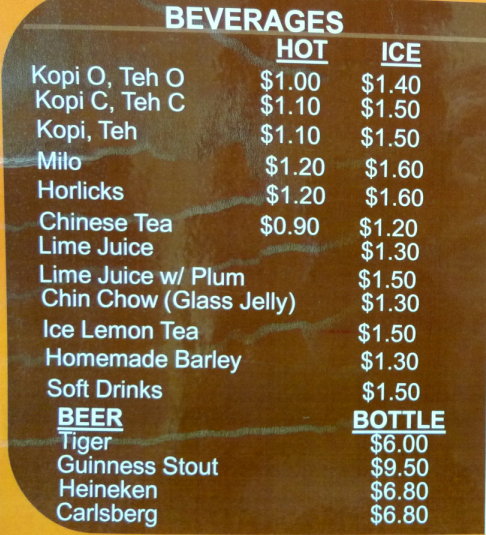 BEVERAGES
HOT ICE
Kopi O, Teh O $1.00 $1.40
Kopi C, Teh C $1.10 $1.50
Kopi, Teh $1.10 $1.50
Milo $1.20 $1.60
Horlicks $1.20 $1.60
Chinese Tea $0.90 $1.20
Lime Juice $1.30
Lime Juice w/ Plum $1.50
Chin Chow (Glass Jelly) $1.30
Ice Lemon Tea $1.50
Homemade Barley $1.30
Soft Drinks $1.50
BEER BOTTLE
Tiger $6.00
Guinness Stout $9.50
Heineken $6.80
Carlsberg $6.80